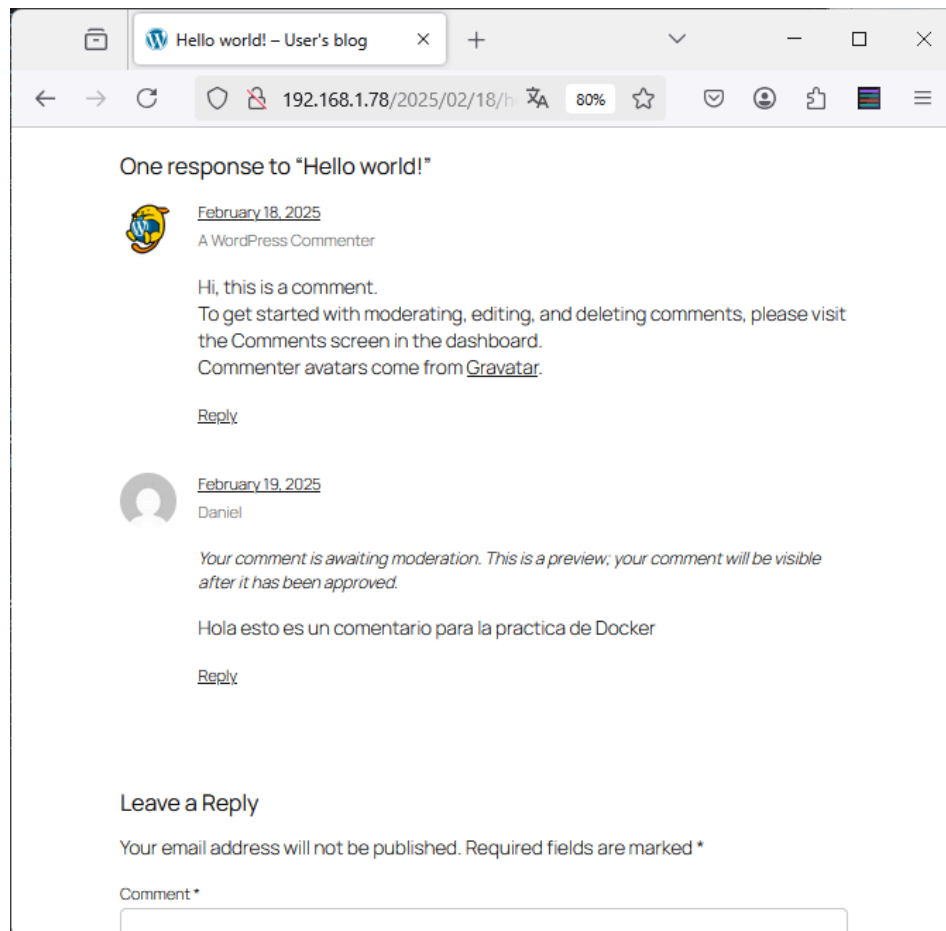 Hello world! – User's blog
192.168.1.78/2025/02/18/h
80%
One response to “Hello world!”
February 18, 2025
A WordPress Commenter
Hi, this is a comment.
To get started with moderating, editing, and deleting comments, please visit
the Comments screen in the dashboard.
Commenter avatars come from Gravatar.
Reply
February 19, 2025
Daniel
Your comment is awaiting moderation. This is a preview; your comment will be visible
after it has been approved.
Hola esto es un comentario para la practica de Docker
Reply
Leave a Reply
Your email address will not be published. Required fields are marked *
Comment *